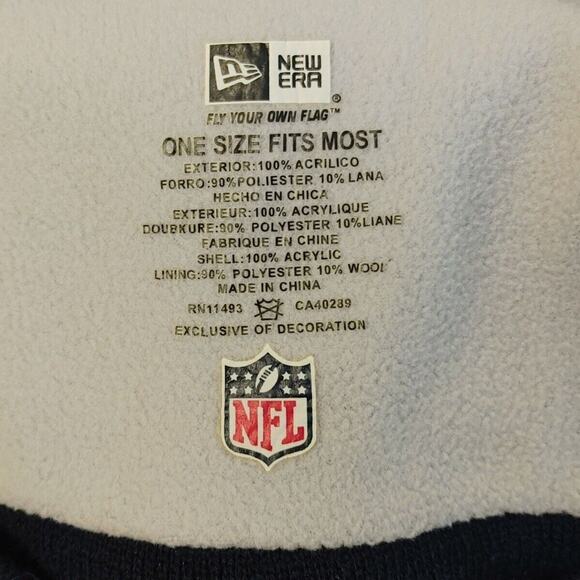 NEW
ERA
®
FLY YOUR OWN FLAG™
ONE SIZE FITS MOST
EXTERIOR:100% ACRILICO
FORRO:90%POLIESTER 10% LANA
HECHO EN CHICA
EXTERIEUR:100% ACRYLIQUE
DOUBKURE:90% POLYESTER 10%LIANE
FABRIQUE EN CHINE
SHELL:100% ACRYLIC
LINING:90% POLYESTER 10% WOOL
MADE IN CHINA
RN11493 CA40289
EXCLUSIVE OF DECORATION
NFL